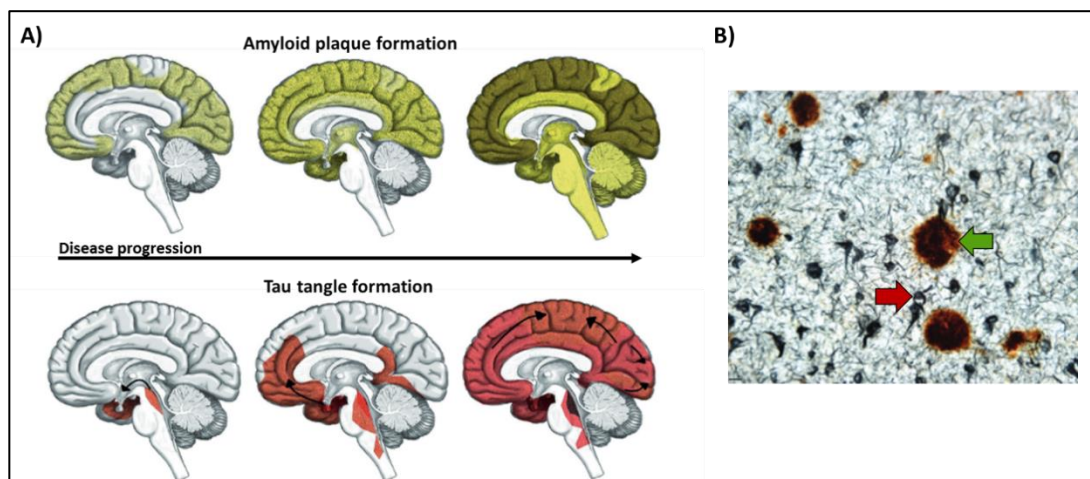 A)
Amyloid plaque formation
Disease progression
Tau tangle formation
B)